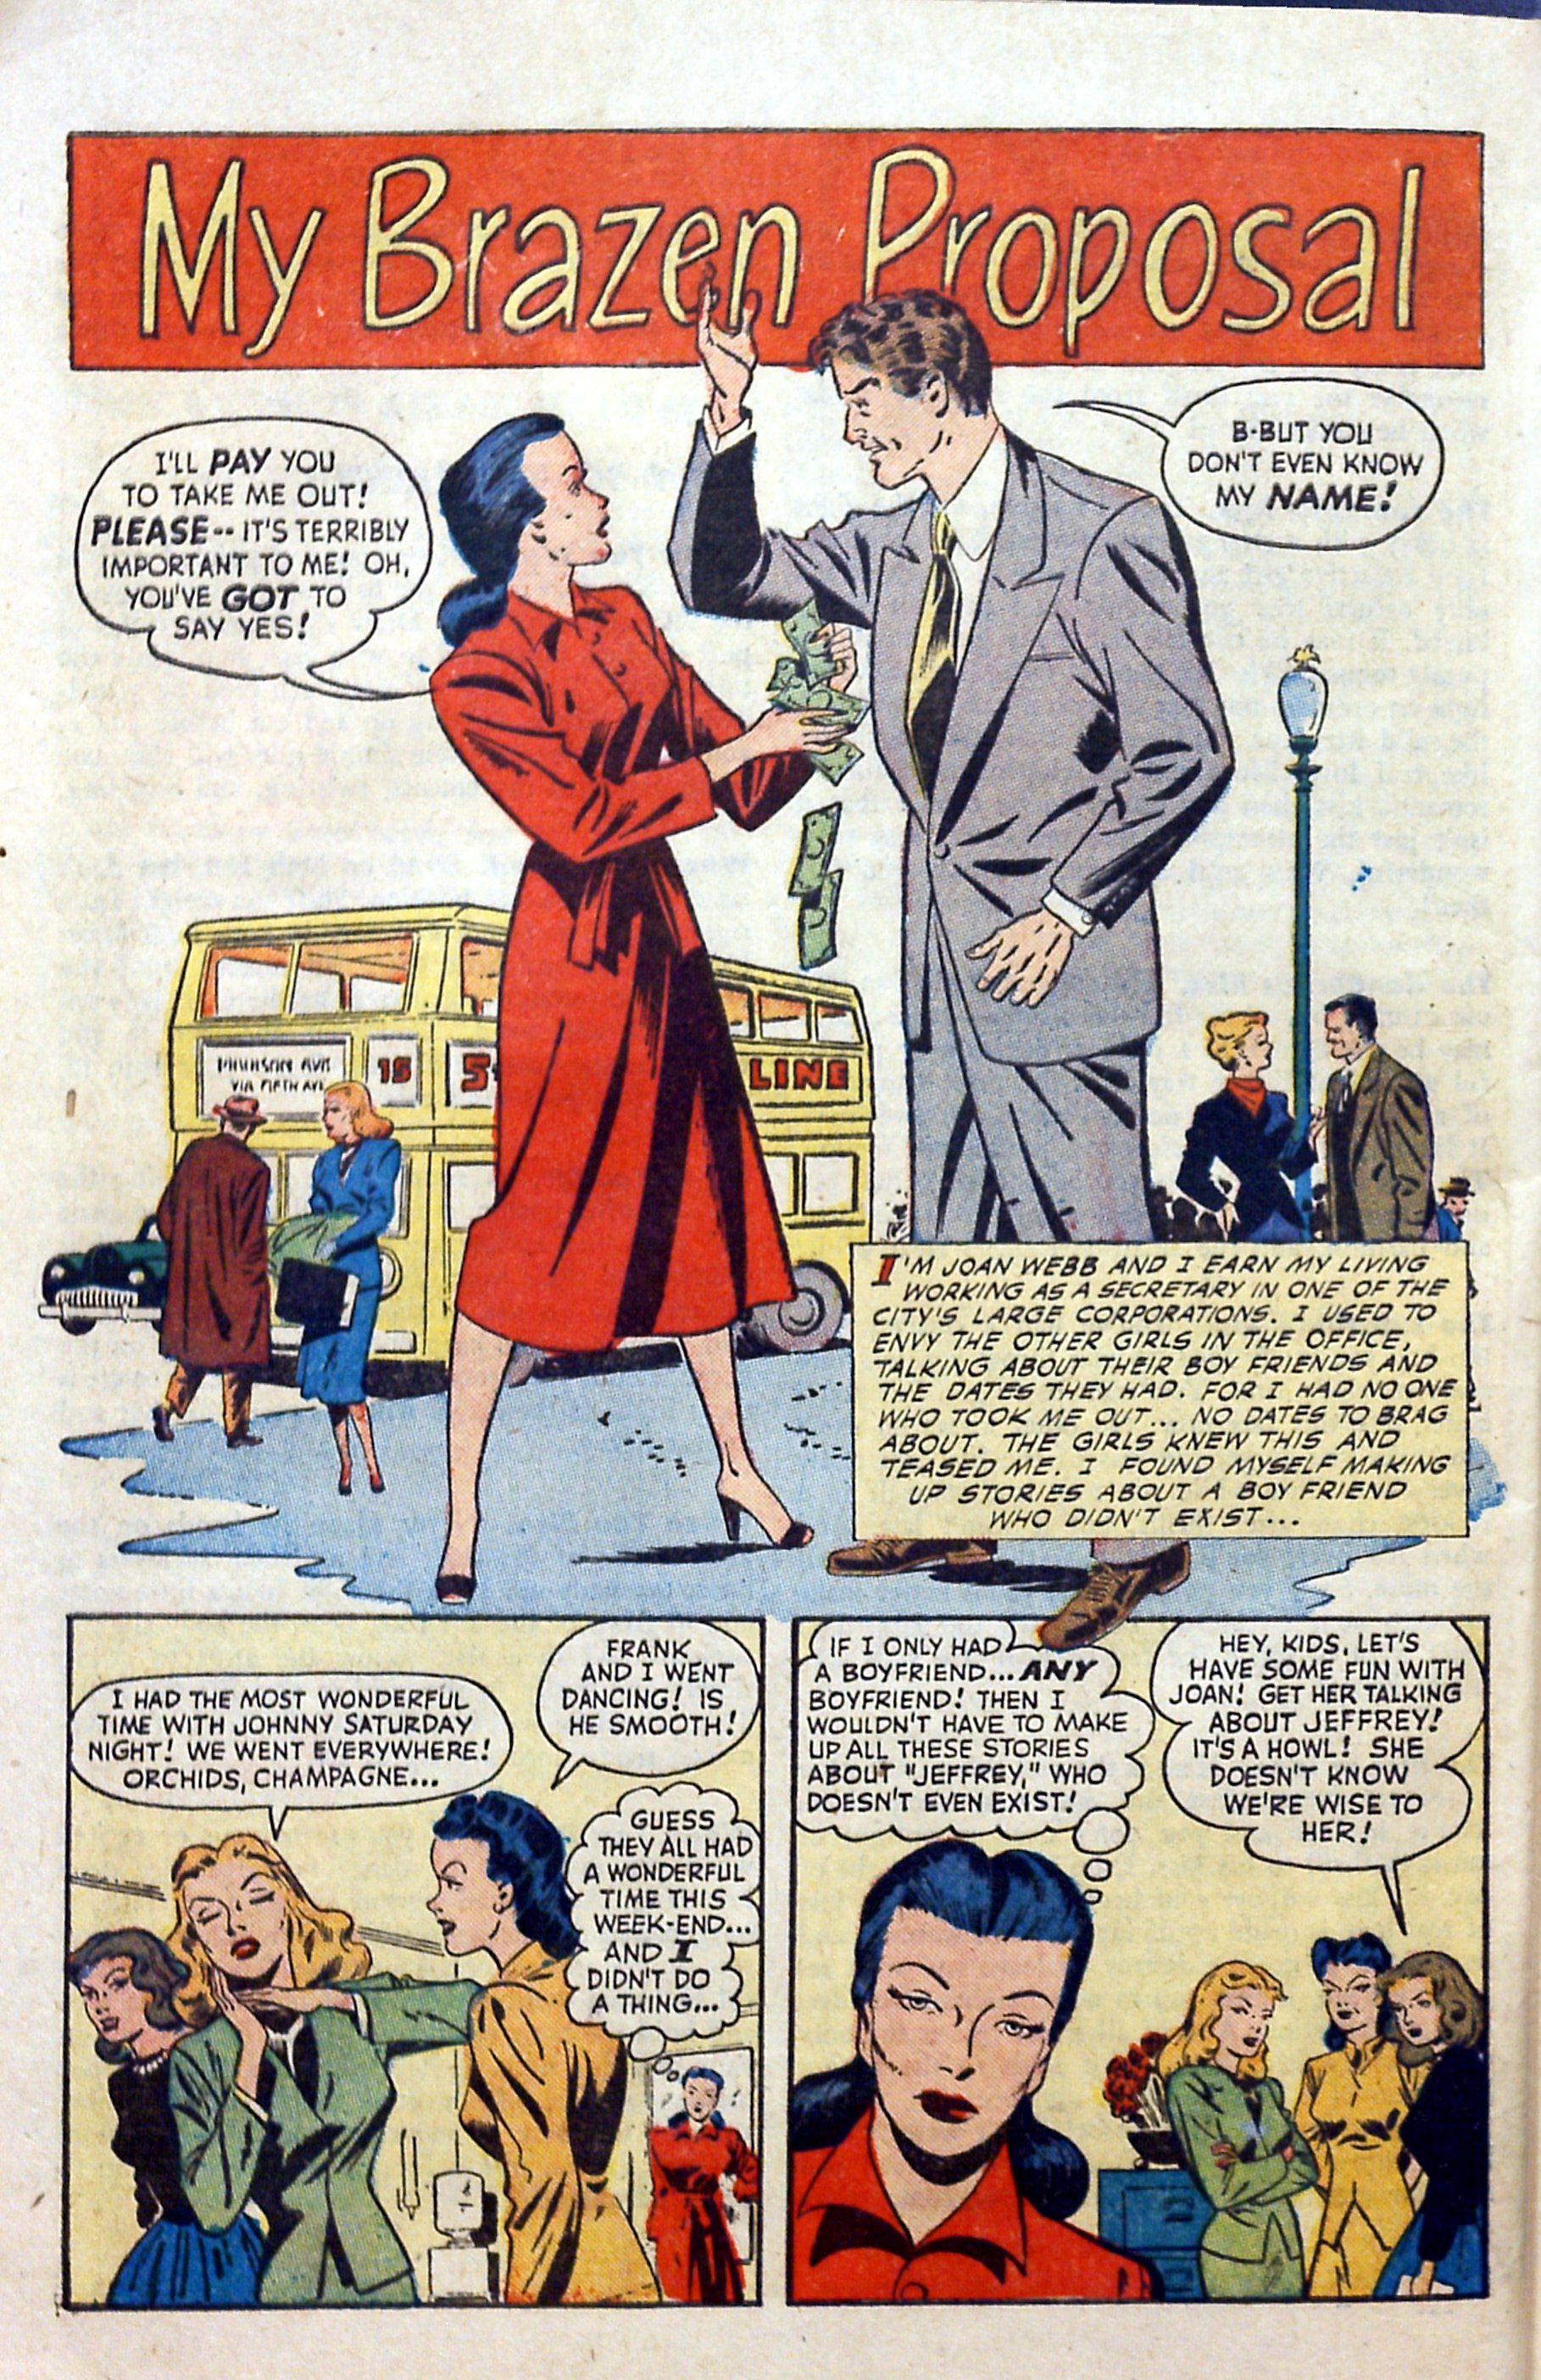 My Brazen Proposal
I'LL PAY YOU
TO TAKE ME OUT!
PLEASE-- IT'S TERRIBLY
IMPORTANT TO ME! OH,
YOU'VE GOT TO
SAY YES!
B-BUT YOU
DON'T EVEN KNOW
MY NAME!
VIA FIFTH AVE
15
5
LINE
I'M JOAN WEBB AND I EARN MY LIVING
WORKING AS A SECRETARY IN ONE OF THE
CITY'S LARGE CORPORATIONS. I USED TO
ENVY THE OTHER GIRLS IN THE OFFICE,
TALKING ABOUT THEIR BOY FRIENDS AND
THE DATES THEY HAD. FOR I HAD NO ONE
WHO TOOK ME OUT... NO DATES TO BRAG
ABOUT. THE GIRLS KNEW THIS AND
TEASED ME. I FOUND MYSELF MAKING
UP STORIES ABOUT A BOY FRIEND
WHO DIDN'T EXIST...
I HAD THE MOST WONDERFUL
TIME WITH JOHNNY SATURDAY
NIGHT! WE WENT EVERYWHERE!
ORCHIDS, CHAMPAGNE...
FRANK
AND I WENT
DANCING! IS
HE SMOOTH!
GUESS
THEY ALL HAD
A WONDERFUL
TIME THIS
WEEK-END...
AND I
DIDN'T DO
A THING...
IF I ONLY HAD
A BOYFRIEND...ANY
BOYFRIEND! THEN I
WOULDN'T HAVE TO MAKE
UP ALL THESE STORIES
ABOUT "JEFFREY," WHO
DOESN'T EVEN EXIST!
HEY, KIDS, LET'S
HAVE SOME FUN WITH
JOAN! GET HER TALKING
ABOUT JEFFREY!
IT'S A HOWL! SHE
DOESN'T KNOW
WE'RE WISE TO
HER!